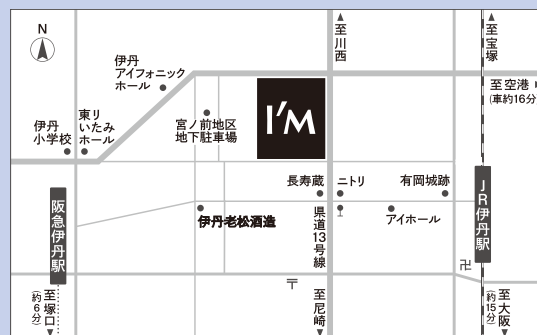 N
至川西
至宝塚
伊丹
アイフォニック
ホール
至空港
(車約16分)
I'M
東リ
いたみ
ホール
伊丹
小学校
宮ノ前地区
地下駐車場
長寿蔵
ニトリ
有岡城跡
伊丹老松酒造
アイホール
県道13号線
阪急伊丹駅
JR伊丹駅
至塚口
(約6分)
至尼崎
至大阪
(約15分)